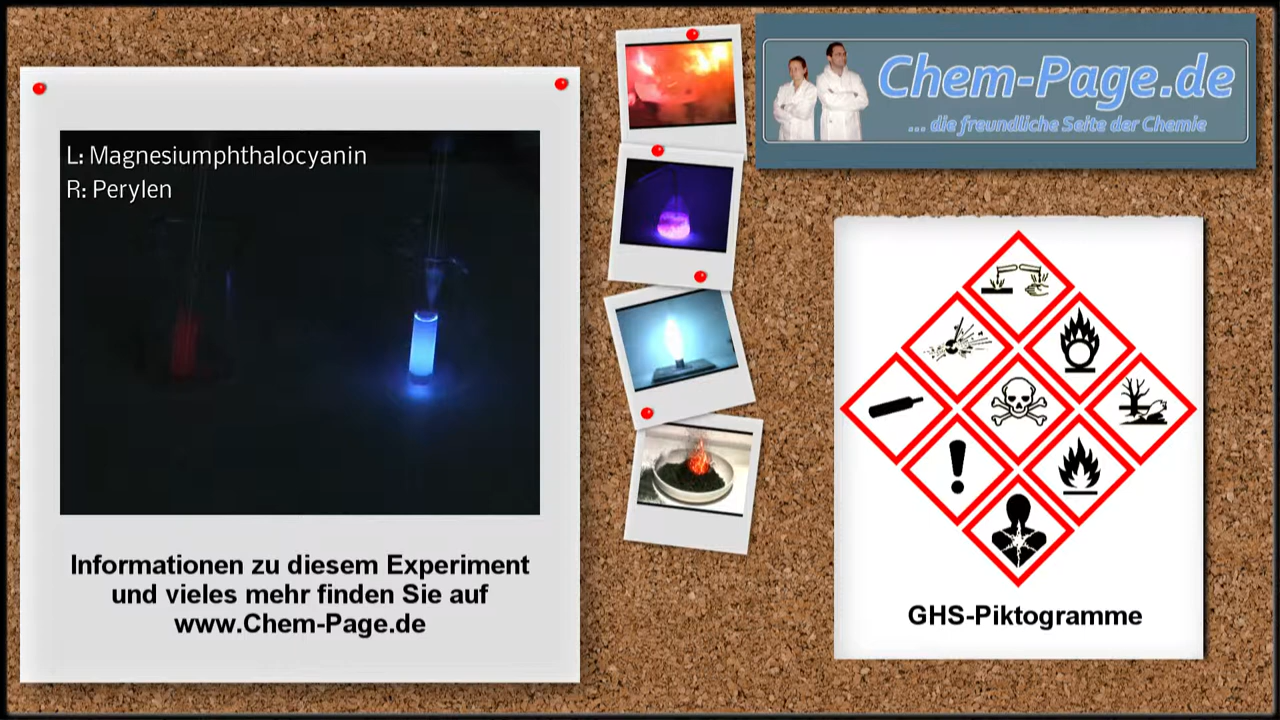 L: Magnesiumphthalocyanin
R: Perylen
Informationen zu diesem Experiment
und vieles mehr finden Sie auf
www.Chem-Page.de
Chem-Page.de
... die freundliche Seite der Chemie
GHS-Piktogramme